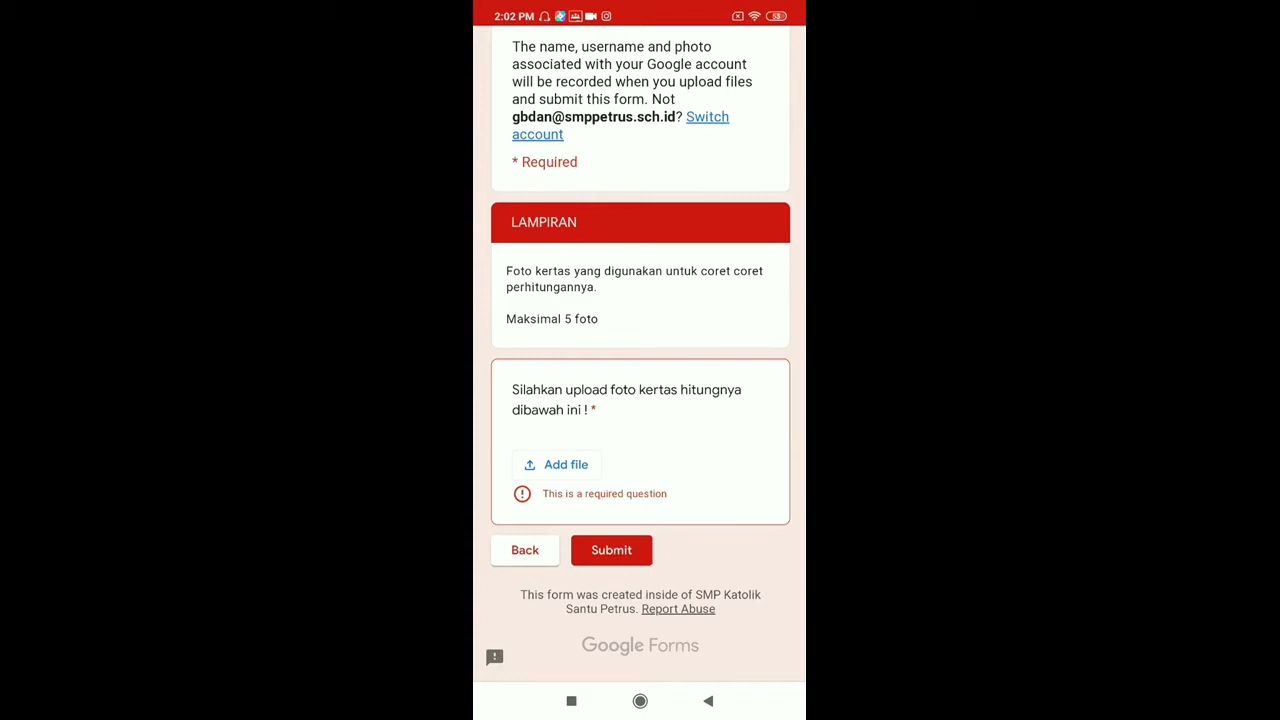 2:02 PM
53
The name, username and photo
associated with your Google account
will be recorded when you upload files
and submit this form. Not
gbdan@smppetrus.sch.id? Switch
account
* Required
LAMPIRAN
Foto kertas yang digunakan untuk coret coret
perhitungannya.
Maksimal 5 foto
Silahkan upload foto kertas hitungnya
dibawah ini ! *
Add file
This is a required question
Back
Submit
This form was created inside of SMP Katolik
Santu Petrus. Report Abuse
Google Forms